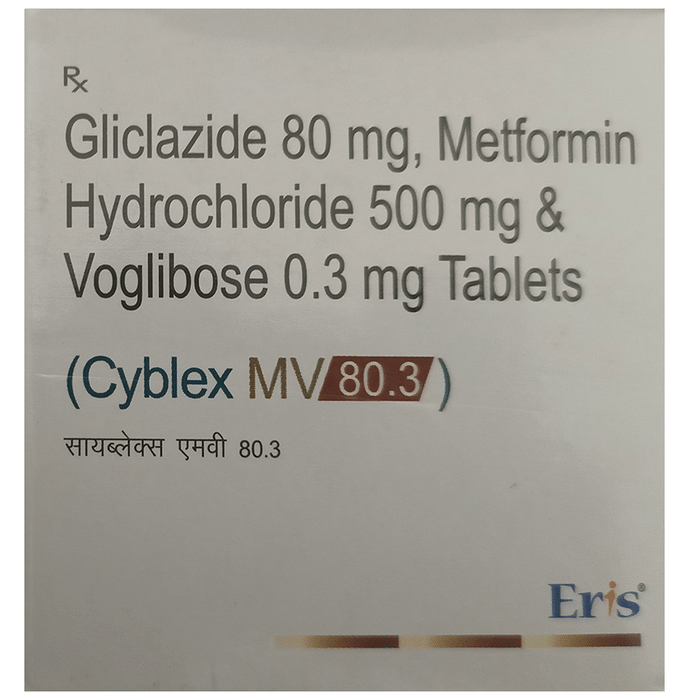 Rx
Gliclazide 80 mg, Metformin
Hydrochloride 500 mg &
Voglibose 0.3 mg Tablets
(Cyblex MV 80.3)
सायब्लेक्स एमवी 80.3
Eris®